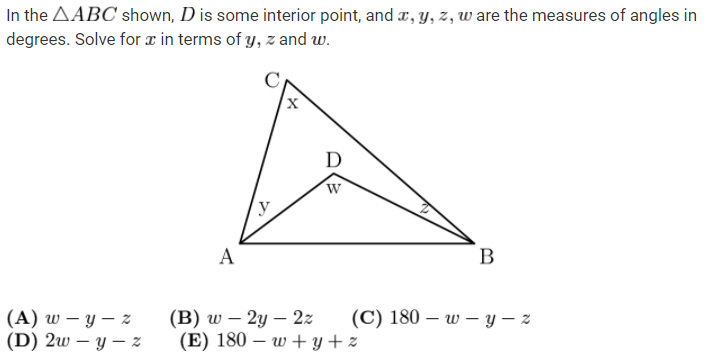 In the △ABC shown, D is some interior point, and x, y, z, w are the measures of angles in
degrees. Solve for x in terms of y, z and w.
C
x
D
w
y
z
A
B
(A) w − y − z (B) w − 2y − 2z (C) 180 − w − y − z
(D) 2w − y − z (E) 180 − w + y + z